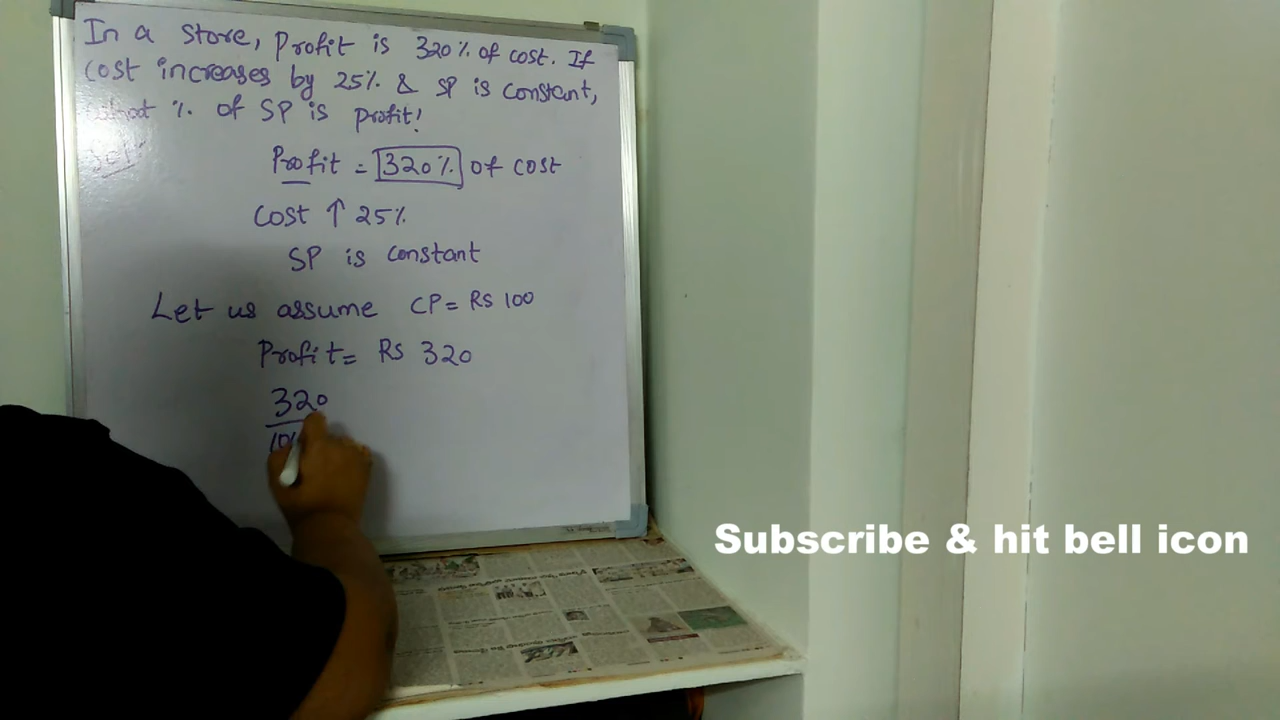 In a store, Profit is 320% of cost. If
cost increases by 25% & SP is constant,
what % of SP is Profit?
Sol:
Profit = 320% of cost
Cost ↑ 25%
SP is constant
Let us assume CP = Rs 100
Profit = Rs 320
320
Subscribe & hit bell icon